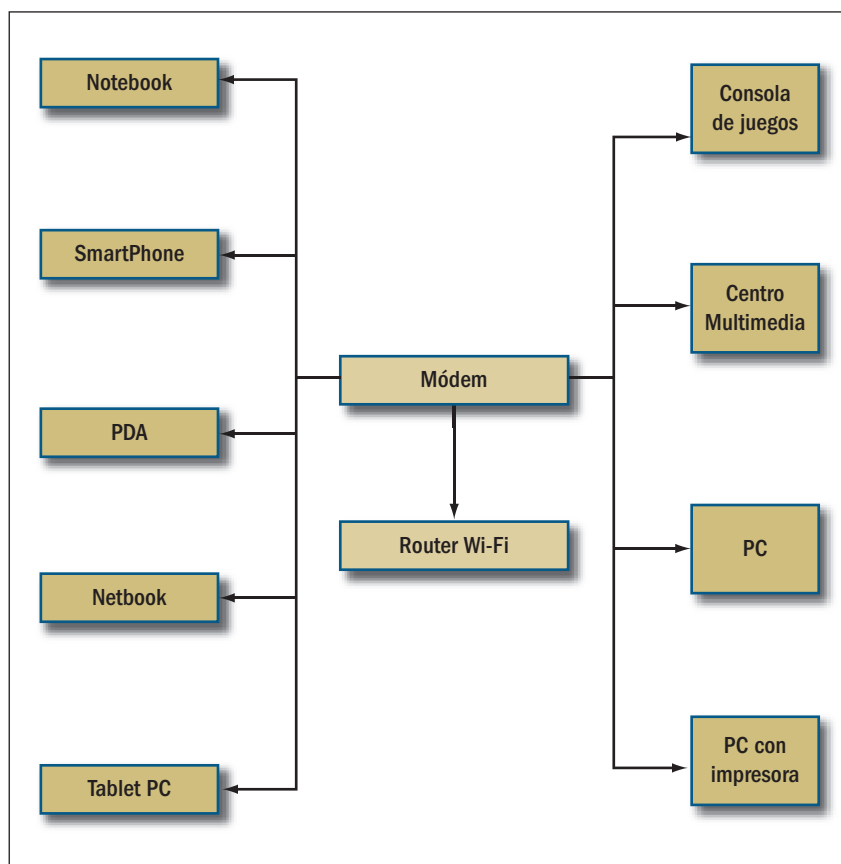 Notebook
SmartPhone
PDA
Netbook
Tablet PC
Módem
Router Wi-Fi
Consola
de juegos
Centro
Multimedia
PC
PC con
impresora